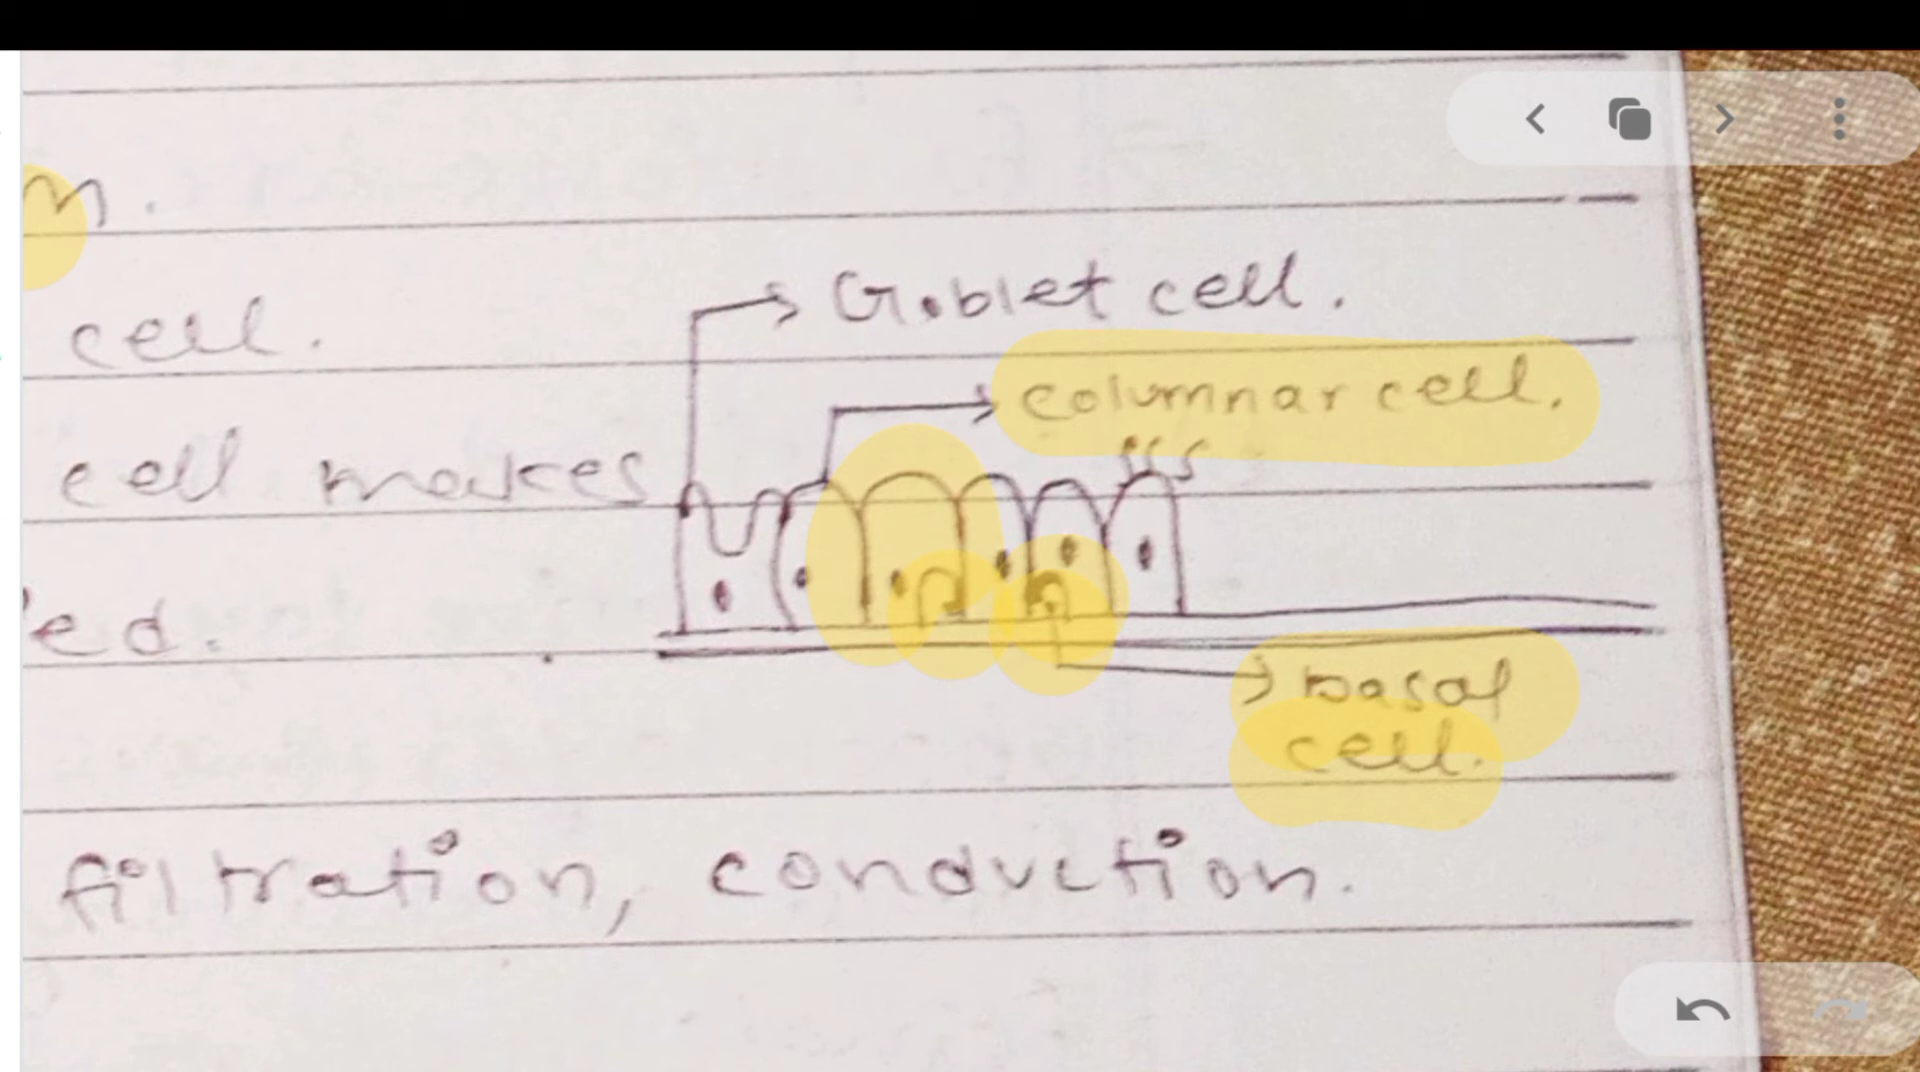 n.
Goblet cell.
cell.
columnar cell.
cell makes
ed.
basal
cell.
filtration, conduction.